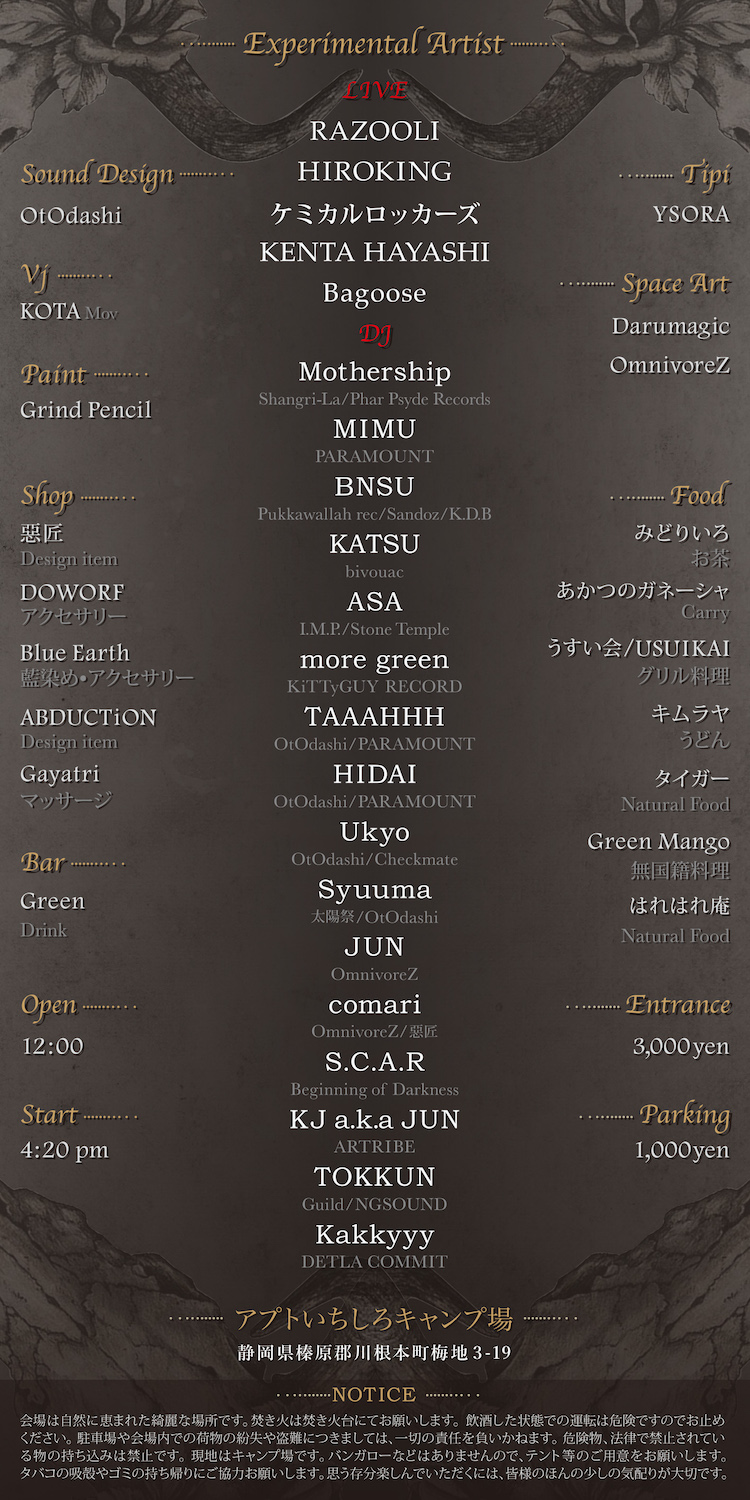 Experimental Artist
LIVE
RAZOOLI
HIROKING
ケミカルロッカーズ
KENTA HAYASHI
Bagoose
DJ
Mothership
Shangri-La/Phar Psyde Records
MIMU
PARAMOUNT
BNSU
Pukkawallah rec/Sandoz/K.D.B
KATSU
bivouac
ASA
I.M.P./Stone Temple
more green
KiTTyGUY RECORD
TAAAHHH
OtOdashi/PARAMOUNT
HIDAI
OtOdashi/PARAMOUNT
Ukyo
OtOdashi/Checkmate
Syuuma
太陽祭/OtOdashi
JUN
OmnivoreZ
comari
OmnivoreZ/惡匠
S.C.A.R
Beginning of Darkness
KJ a.k.a JUN
ARTRIBE
TOKKUN
Guild/NGSOUND
Kakkyyy
DETLA COMMIT
Sound Design
OtOdashi
Vj
KOTA Mov
Paint
Grind Pencil
Shop
惡匠
Design item
DOWORF
アクセサリー
Blue Earth
藍染め・アクセサリー
ABDUCTiON
Design item
Gayatri
マッサージ
Bar
Green
Drink
Open
12:00
Start
4:20 pm
Tipi
YSORA
Space Art
Darumagic
OmnivoreZ
Food
みどりいろ
お茶
あかつのガネーシャ
Carry
うすい会/USUIKAI
グリル料理
キムラヤ
うどん
タイガー
Natural Food
Green Mango
無国籍料理
はれはれ庵
Natural Food
Entrance
3,000yen
Parking
1,000yen
アプトいちしろキャンプ場
静岡県榛原郡川根本町梅地3-19
NOTICE
会場は自然に恵まれた綺麗な場所です。焚き火は焚き火台にてお願いします。飲酒した状態での運転は危険ですのでお止め
ください。駐車場や会場内での荷物の紛失や盗難につきましては、一切の責任を負いかねます。危険物、法律で禁止されてい
る物の持ち込みは禁止です。現地はキャンプ場です。バンガローなどはありませんので、テント等のご用意をお願いします。
タバコの吸殻やゴミの持ち帰りにご協力お願いします。思う存分楽しんでいただくには、皆様のほんの少しの気配りが大切です。